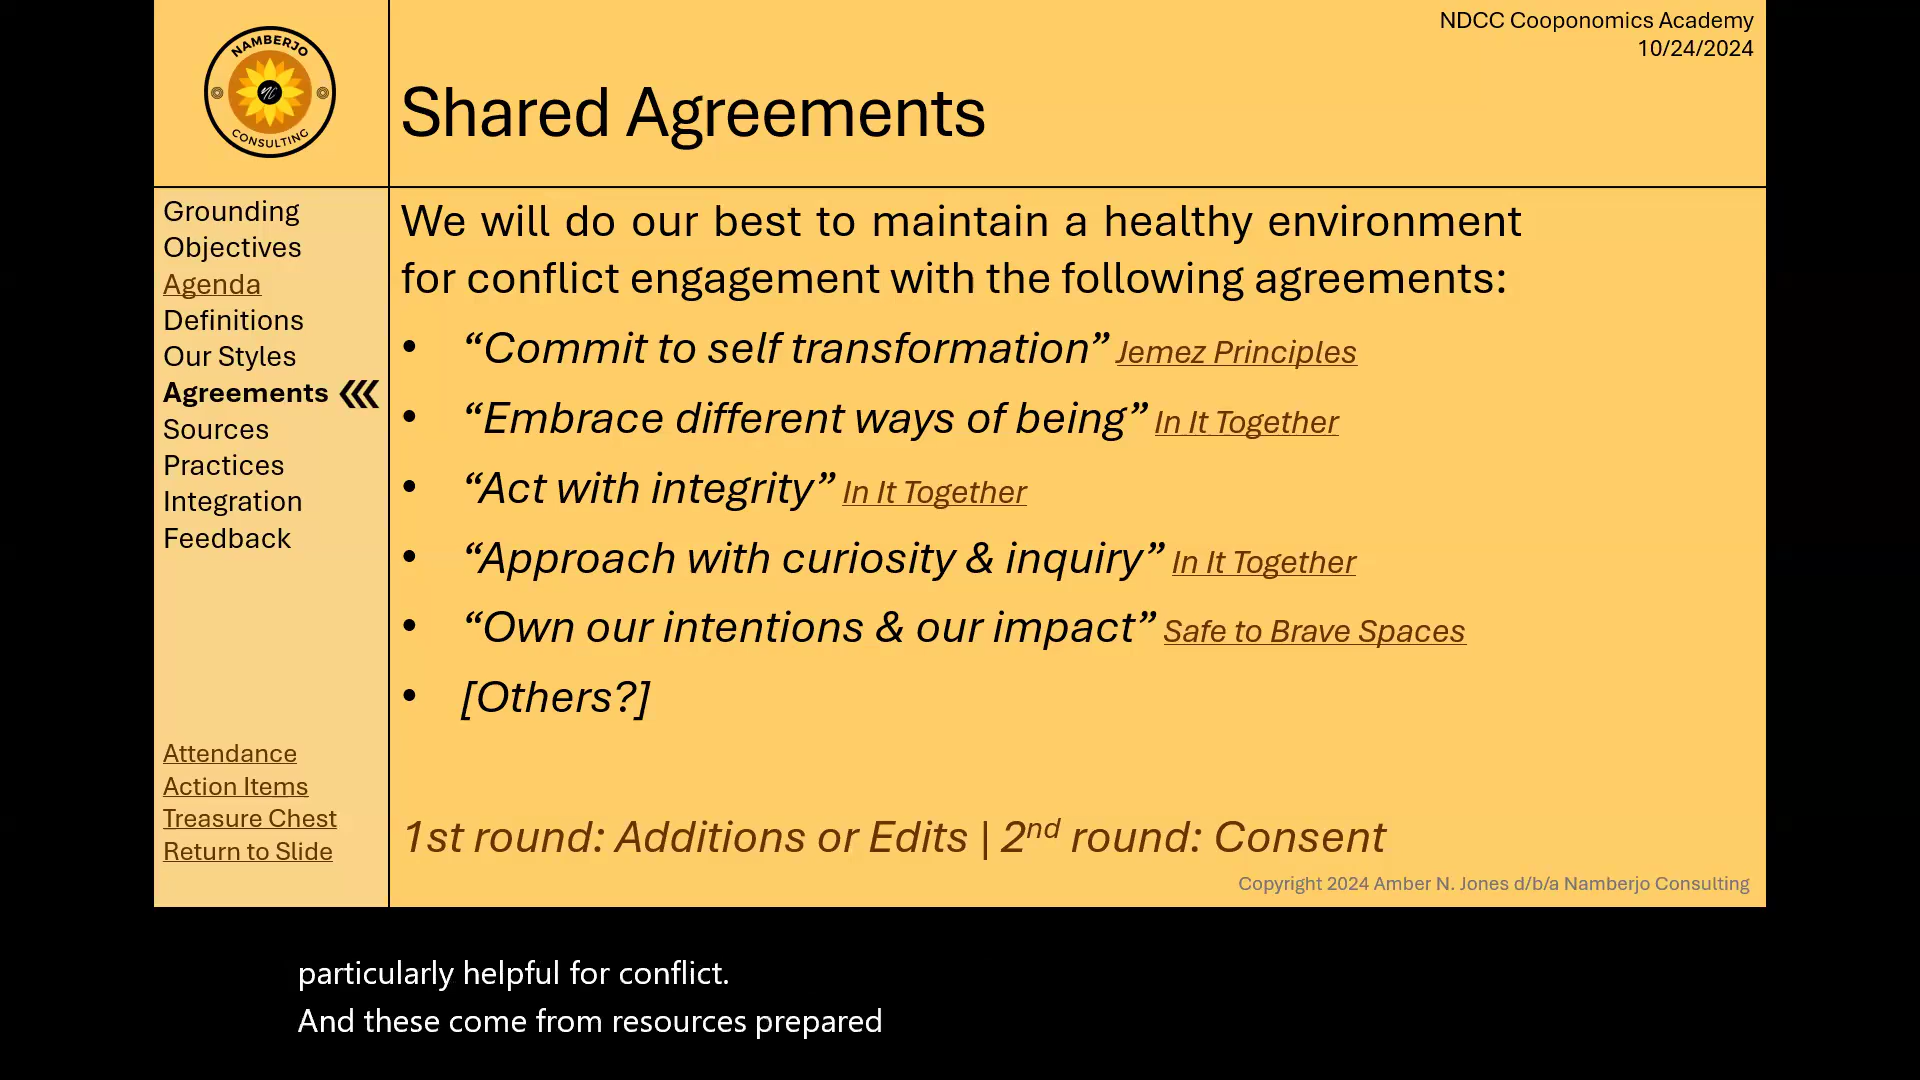 NAMBERJO
CONSULTING
NDCC Cooponomics Academy
10/24/2024
Shared Agreements
Grounding
Objectives
Agenda
Definitions
Our Styles
Agreements
Sources
Practices
Integration
Feedback
Attendance
Action Items
Treasure Chest
Return to Slide
We will do our best to maintain a healthy environment
for conflict engagement with the following agreements:
• “Commit to self transformation” Jemez Principles
• “Embrace different ways of being” In It Together
• “Act with integrity” In It Together
• “Approach with curiosity & inquiry” In It Together
• “Own our intentions & our impact” Safe to Brave Spaces
• [Others?]
1st round: Additions or Edits | 2nd round: Consent
Copyright 2024 Amber N. Jones d/b/a Namberjo Consulting
particularly helpful for conflict.
And these come from resources prepared